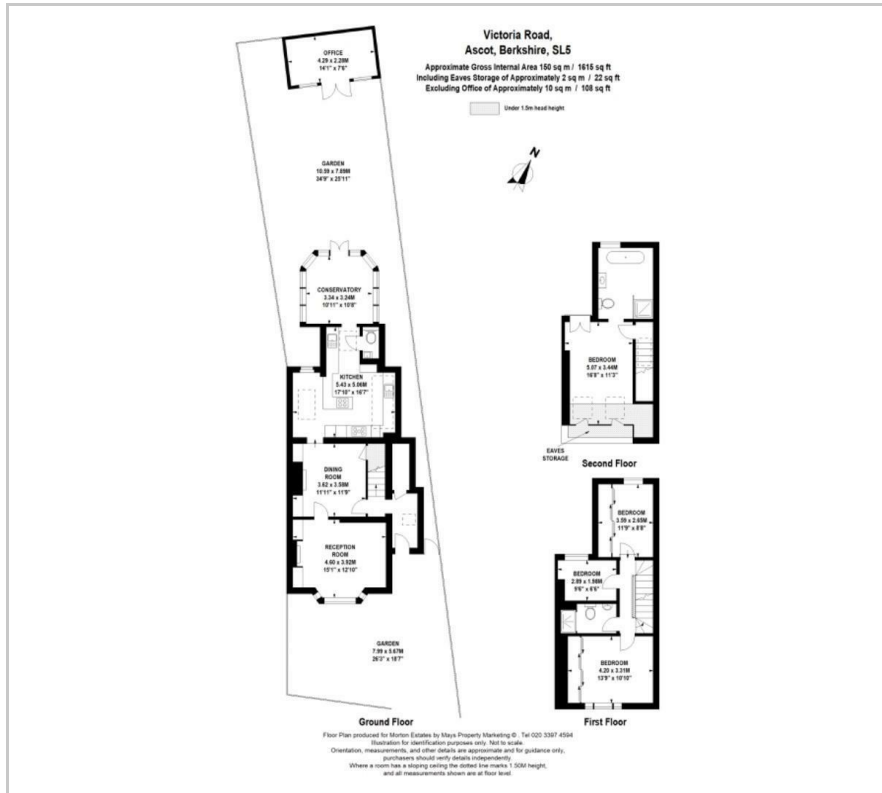 Victoria Road,
Ascot, Berkshire, SL5
Approximate Gross Internal Area 150 sq m / 1615 sq ft
Including Eaves Storage of Approximately 2 sq m / 22 sq ft
Excluding Office of Approximately 10 sq m / 108 sq ft
Under 1.5m head height
N
OFFICE
4.29 x 2.28M
14'1" x 7'6"
GARDEN
10.59 x 7.89M
34'9" x 25'11"
CONSERVATORY
3.34 x 3.24M
10'11" x 10'8"
KITCHEN
5.43 x 5.06M
17'10" x 16'7"
DINING
ROOM
3.62 x 3.58M
11'11" x 11'9"
RECEPTION
ROOM
4.60 x 3.92M
15'1" x 12'10"
GARDEN
7.99 x 5.67M
26'3" x 18'7"
Ground Floor
BEDROOM
5.07 x 3.44M
16'8" x 11'3"
EAVES
STORAGE
Second Floor
BEDROOM
3.59 x 2.65M
11'9" x 8'8"
BEDROOM
2.89 x 1.98M
9'6" x 6'6"
BEDROOM
4.20 x 3.31M
13'9" x 10'10"
First Floor
Floor Plan produced for Morton Estates by Mays Property Marketing © . Tel 020 3397 4594
Illustration for identification purposes only. Not to scale.
Orientation, measurements, and other details are approximate and for guidance only,
purchasers should verify details independently.
Where a room has a sloping ceiling the dotted line marks 1.50M height,
and all measurements shown are at floor level.